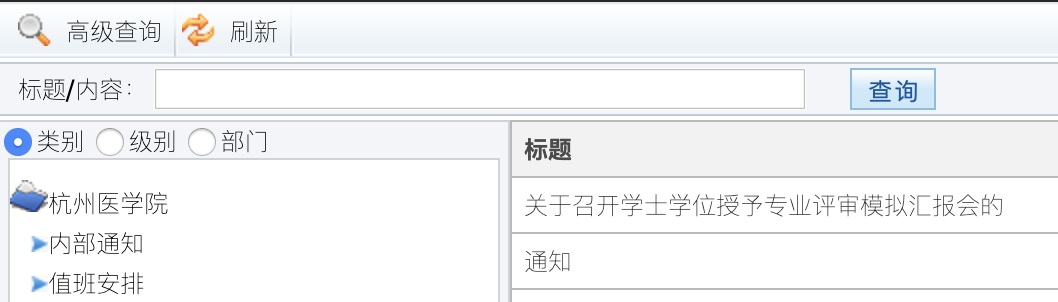 高级查询 刷新
标题/内容： 查询
类别 级别 部门
杭州医学院
内部通知
值班安排
标题
关于召开学士学位授予专业评审模拟汇报会的
通知